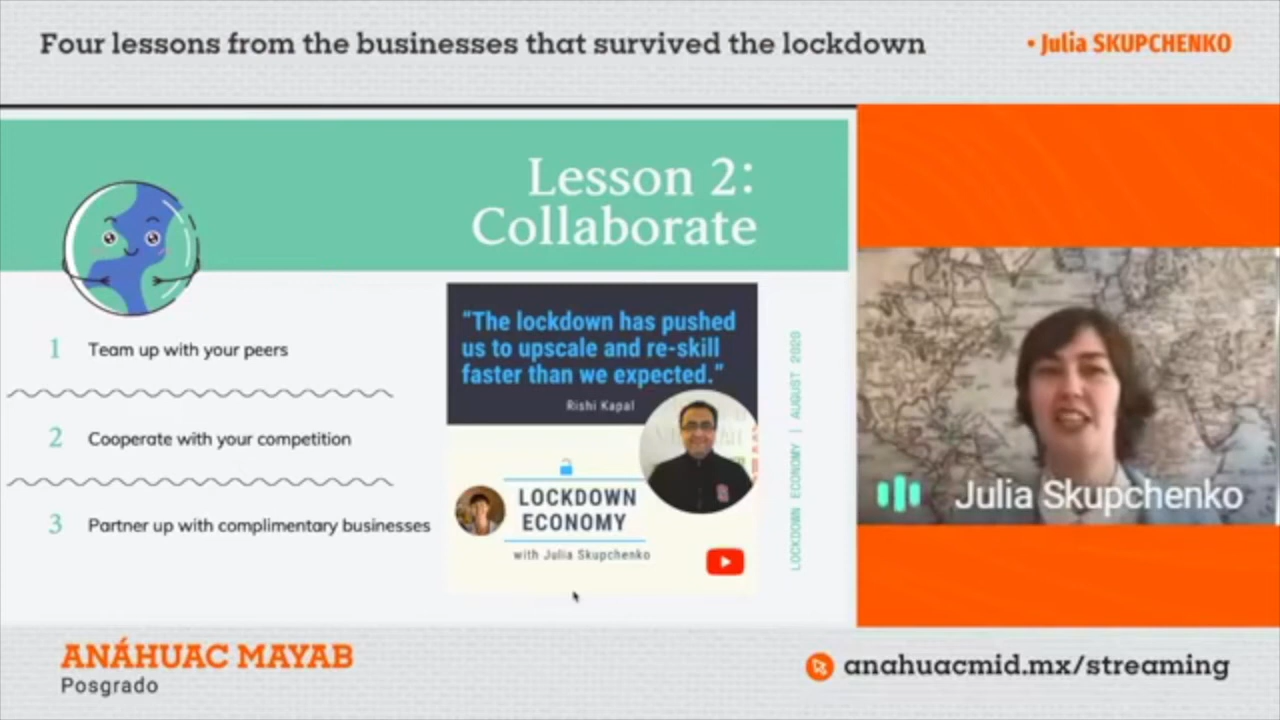 Four lessons from the businesses that survived the lockdown
• Julia SKUPCHENKO
Lesson 2:
Collaborate
1 Team up with your peers
2 Cooperate with your competition
3 Partner up with complimentary businesses
“The lockdown has pushed
us to upscale and re-skill
faster than we expected.”
Rishi Kapal
LOCKDOWN
ECONOMY
with Julia Skupchenko
LOCKDOWN ECONOMY | AUGUST 2020
Julia Skupchenko
ANÁHUAC MAYAB
Posgrado
anahuacmid.mx/streaming